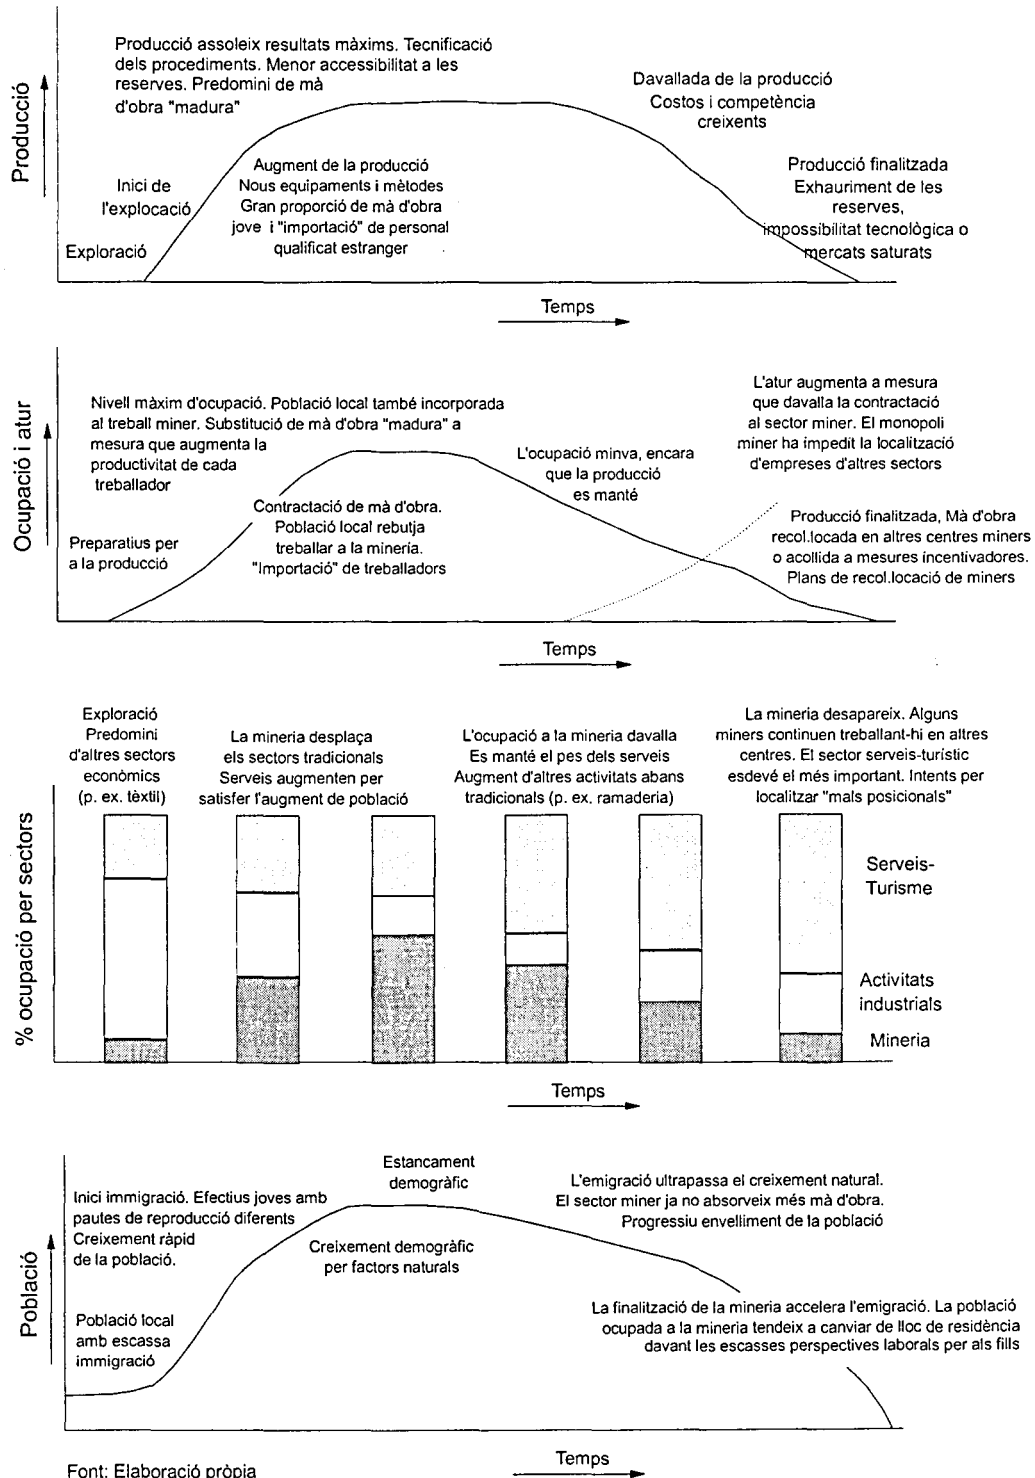 Producció
Producció assoleix resultats màxims. Tecnificació
dels procediments. Menor accessibilitat a les
reserves. Predomini de mà
d'obra "madura"
Davallada de la producció
Costos i competència
creixents
Inici de
l'explocació
Augment de la producció
Nous equipaments i mètodes
Gran proporció de mà d'obra
jove i "importació" de personal
qualificat estranger
Producció finalitzada
Exhauriment de les
reserves,
impossibilitat tecnológica o
mercats saturats
Exploració
Temps
Ocupació i atur
Nivell màxim d'ocupació. Població local també incorporada
al treball miner. Substitució de mà d'obra "madura" a
mesura que augmenta la
productivitat de cada
treballador
L'atur augmenta a mesura
que davalla la contractació
al sector miner. El monopoli
miner ha impedit la localització
d'empreses d'altres sectors
L'ocupació minva, encara
que la producció
es manté
Contractació de mà d'obra.
Població local rebutja
treballar a la minería.
"Importació" de treballadors
Preparatius per
a la producció
Producció finalitzada, Mà d'obra
recol.locada en altres centres miners
o acollida a mesures incentivadores.
Plans de recol.locació de miners
Temps
% ocupació per sectors
Exploració
Predomini
d'altres sectors
econòmics
(p. ex. tèxtil)
La mineria desplaça
els sectors tradicionals
Serveis augmenten per
satisfer l'augment de població
L'ocupació a la mineria davalla
Es manté el pes dels serveis
Augment d'altres activitats abans
tradicionals (p. ex. ramaderia)
La mineria desapareix. Alguns
miners continuen treballant-hi en altres
centres. El sector serveis-turístic
esdevé el més important. Intents per
localitzar "mals posicionals"
Serveis-
Turisme
Activitats
industrials
Mineria
Temps
Població
Estancament
demogràfic
Inici immigració. Efectius joves amb
pautes de reproducció diferents
Creixement ràpid
de la població.
L'emigració ultrapassa el creixement natural.
El sector miner ja no absorveix més mà d'obra.
Progressiu envelliment de la població
Creixement demogràfic
per factors naturals
Població local
amb escassa
immigració
La finalització de la mineria accelera l'emigració. La població
ocupada a la mineria tendeix a canviar de lloc de residència
davant les escasses perspectives laborals per als fills
Temps
Font: Elaboració pròpia